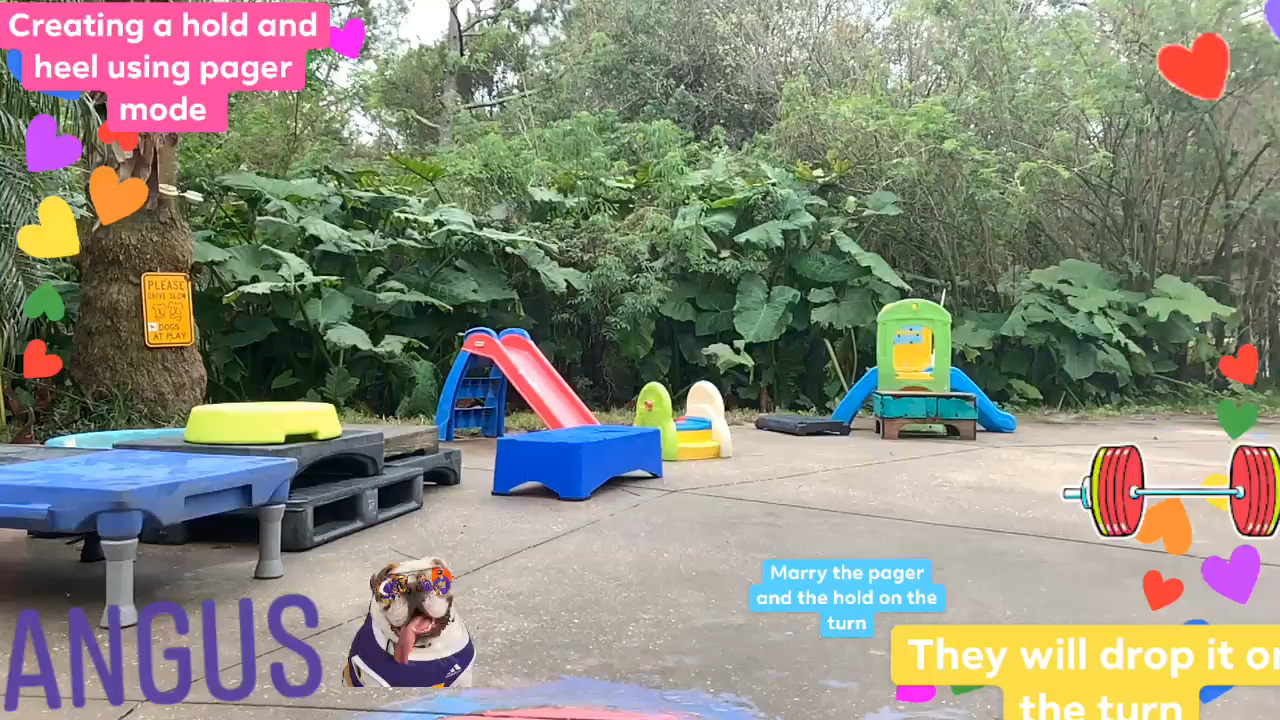 Creating a hold and
heel using pager
mode
PLEASE
DRIVE SLOW
DOGS
AT PLAY
ANGUS
Marry the pager
and the hold on the
turn
They will drop it on
the turn